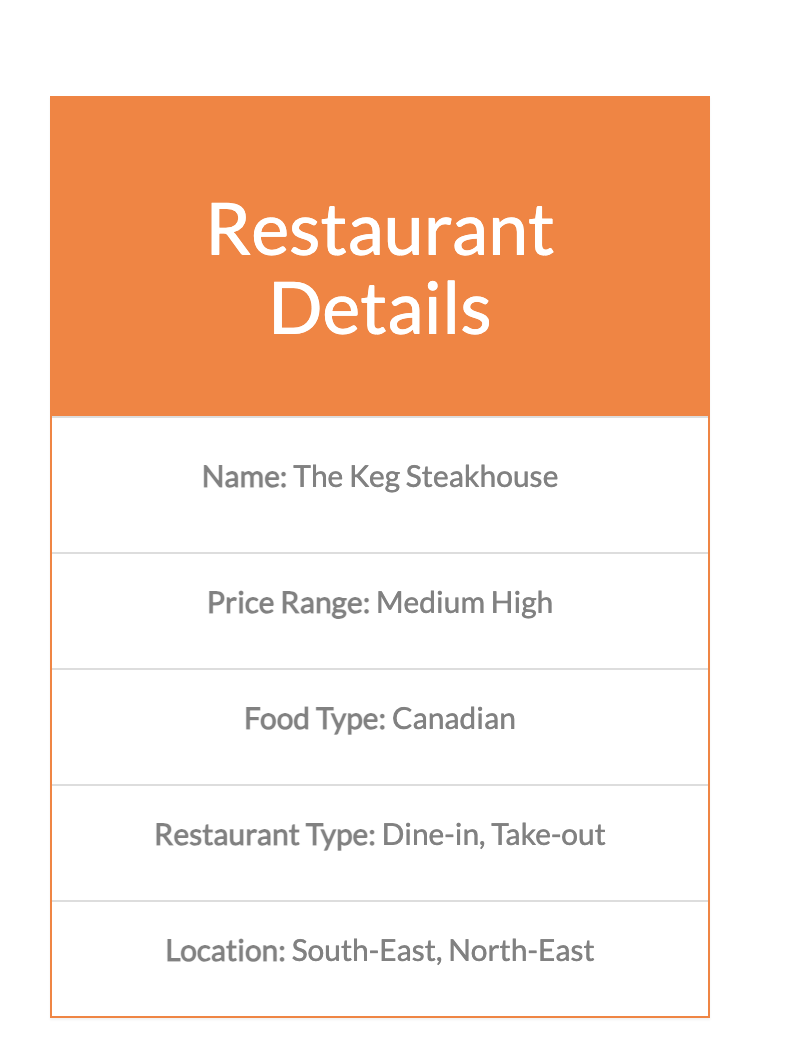 Restaurant
Details
Name: The Keg Steakhouse
Price Range: Medium High
Food Type: Canadian
Restaurant Type: Dine-in, Take-out
Location: South-East, North-East